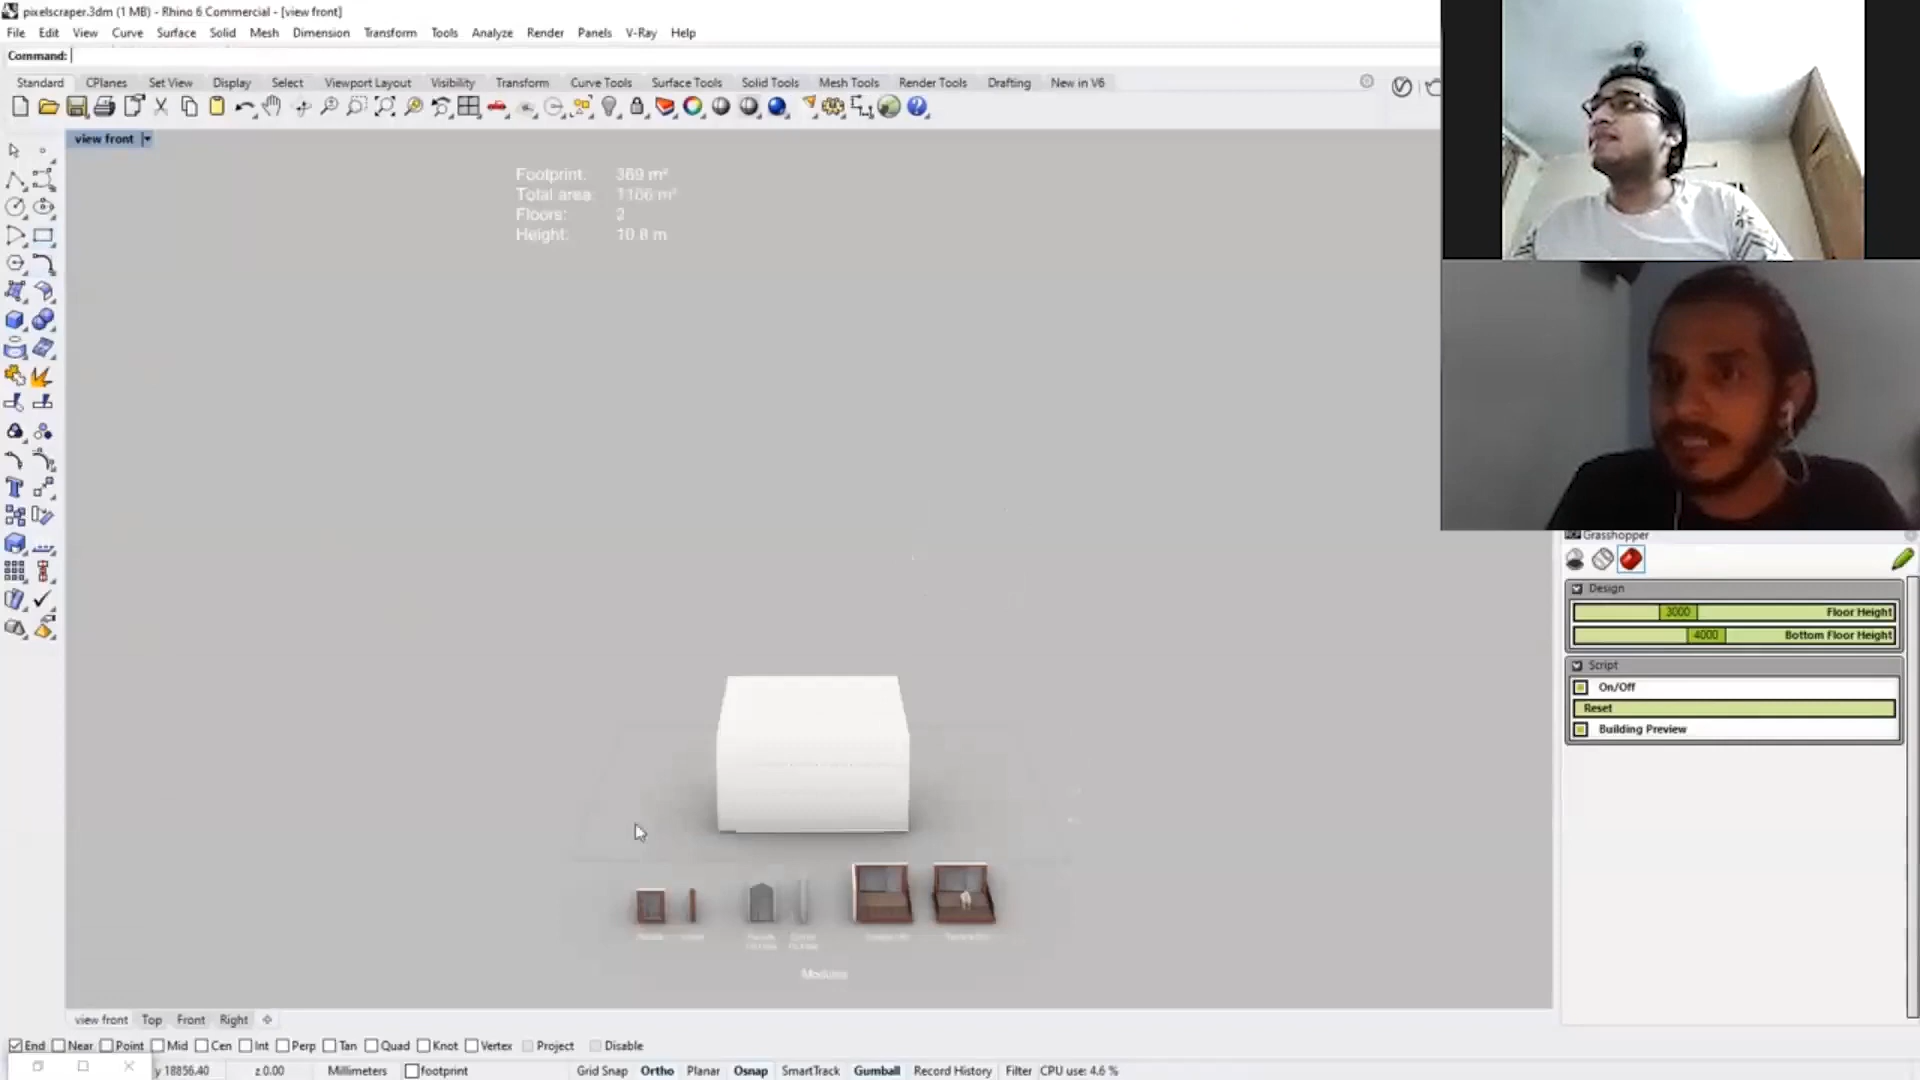 pixelscraper.3dm (1 MB) - Rhino 6 Commercial - [view front]
File Edit View Curve Surface Solid Mesh Dimension Transform Tools Analyze Render Panels V-Ray Help
Command:
Standard CPlanes Set View Display Select Viewport Layout Visibility Transform Curve Tools Surface Tools Solid Tools Mesh Tools Render Tools Drafting New in V6
view front
Footprint: 369 m²
Total area: 1106 m²
Floors: 2
Height: 10.8 m
Grasshopper
Design
3000 Floor Height
4000 Bottom Floor Height
Script
On/Off
Reset
Building Preview
Modules
view front Top Front Right
End Near Point Mid Cen Int Perp Tan Quad Knot Vertex Project Disable
y 18856.40 z 0.00 Millimeters footprint Grid Snap Ortho Planar Osnap SmartTrack Gumball Record History Filter CPU use: 4.6 %